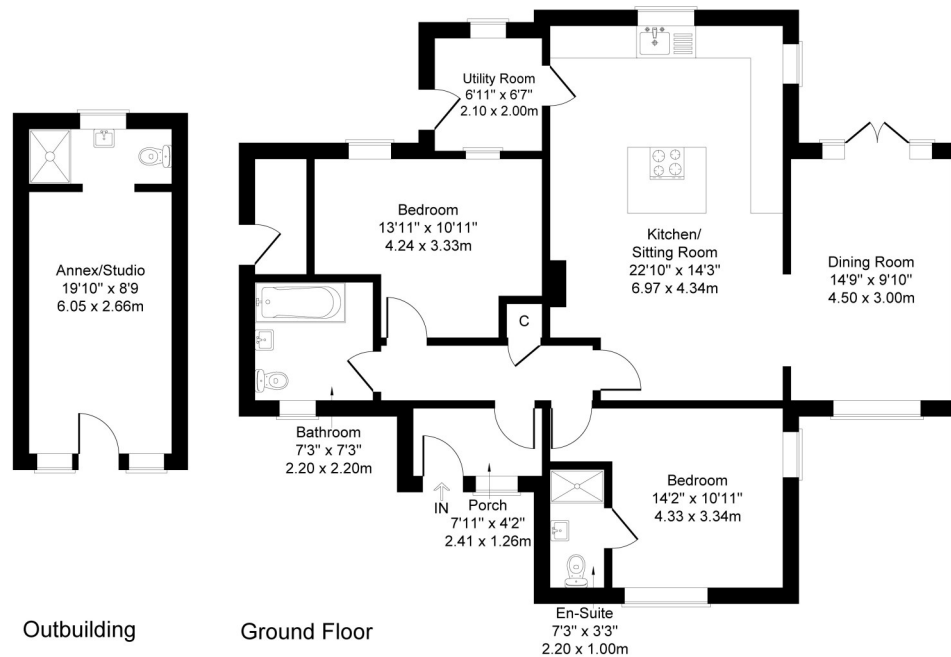 Utility Room
6'11'' x 6'7''
2.10 x 2.00m
Bedroom
13'11'' x 10'11''
4.24 x 3.33m
Annex/Studio
19'10'' x 8'9
6.05 x 2.66m
Kitchen/
Sitting Room
22'10'' x 14'3''
6.97 x 4.34m
Dining Room
14'9'' x 9'10''
4.50 x 3.00m
C
Bathroom
7'3'' x 7'3''
2.20 x 2.20m
IN
Porch
7'11'' x 4'2''
2.41 x 1.26m
Bedroom
14'2'' x 10'11''
4.33 x 3.34m
En-Suite
7'3'' x 3'3''
2.20 x 1.00m
Outbuilding
Ground Floor